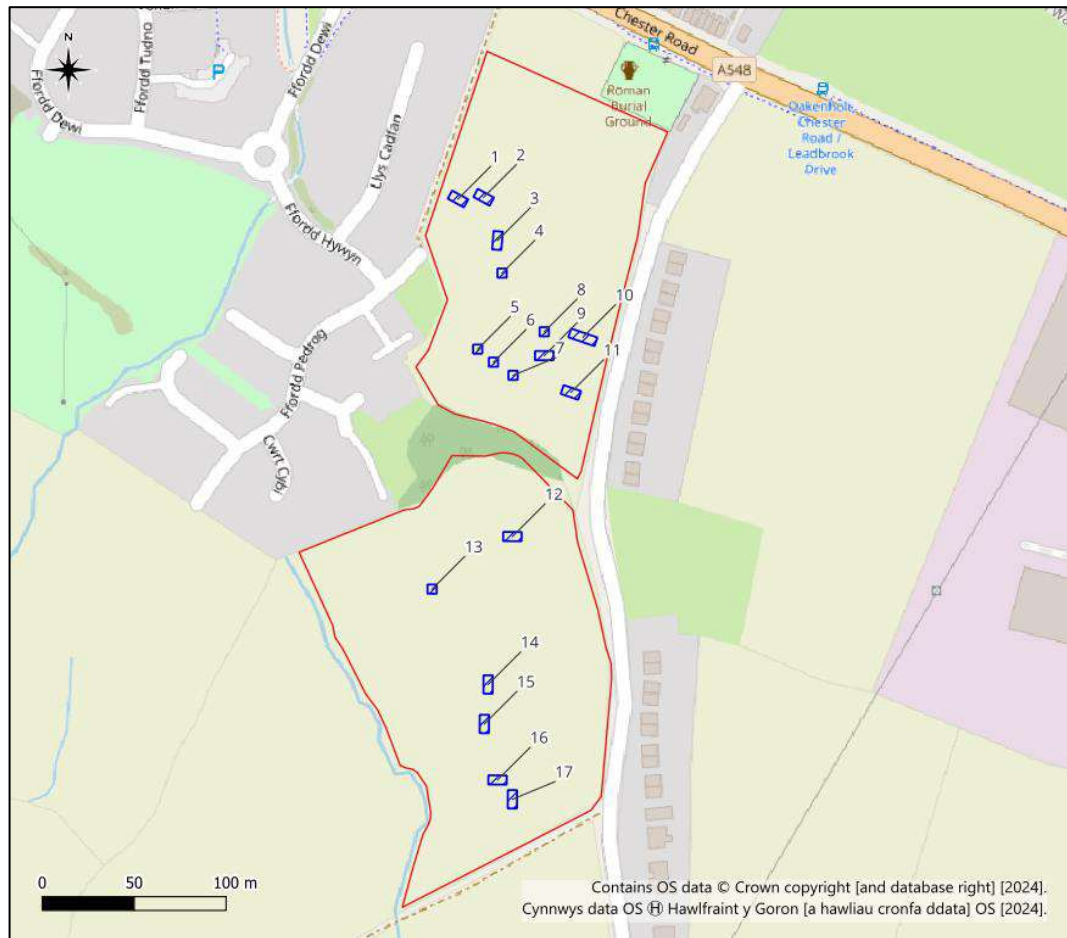 Chester Road
A548
N
Ffordd Tudno
Ffordd Dewi
Ffordd Dewi
P
Roman
Burial
Ground
Oakenholt,
Chester
Road /
Leadbrook
Drive
Llys Cadfan
Ffordd Hywyn
1
2
3
4
5
6
7
8
9
10
11
Ffordd Pedrog
Cwrt Cybi
12
13
14
15
16
17
0 50 100 m
Contains OS data © Crown copyright [and database right] [2024].
Cynnwys data OS Ⓗ Hawlfraint y Goron [a hawliau cronfa ddata] OS [2024].